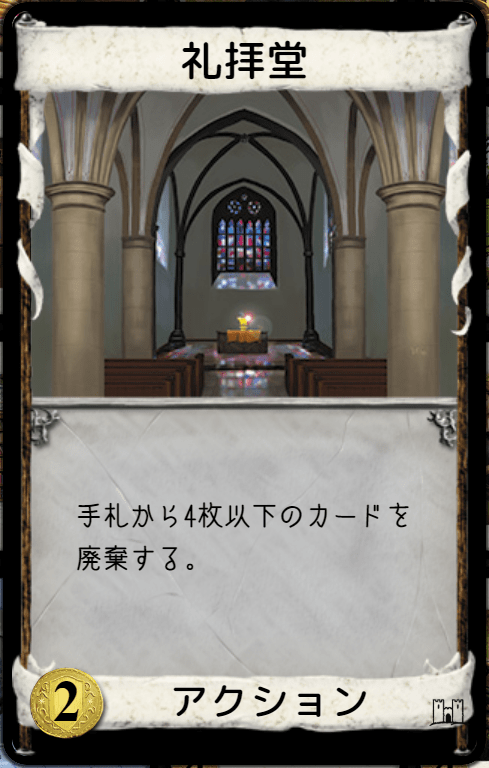 礼拝堂
手札から4枚以下のカードを
廃棄する。
2
アクション